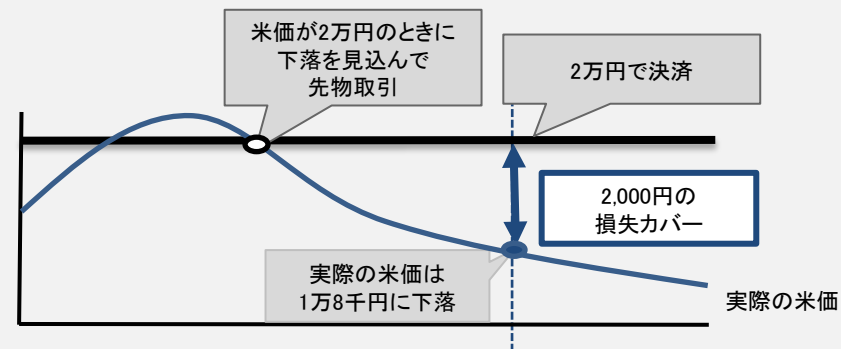 米価が2万円のときに
下落を見込んで
先物取引
2万円で決済
2,000円の
損失カバー
実際の米価は
1万8千円に下落
実際の米価